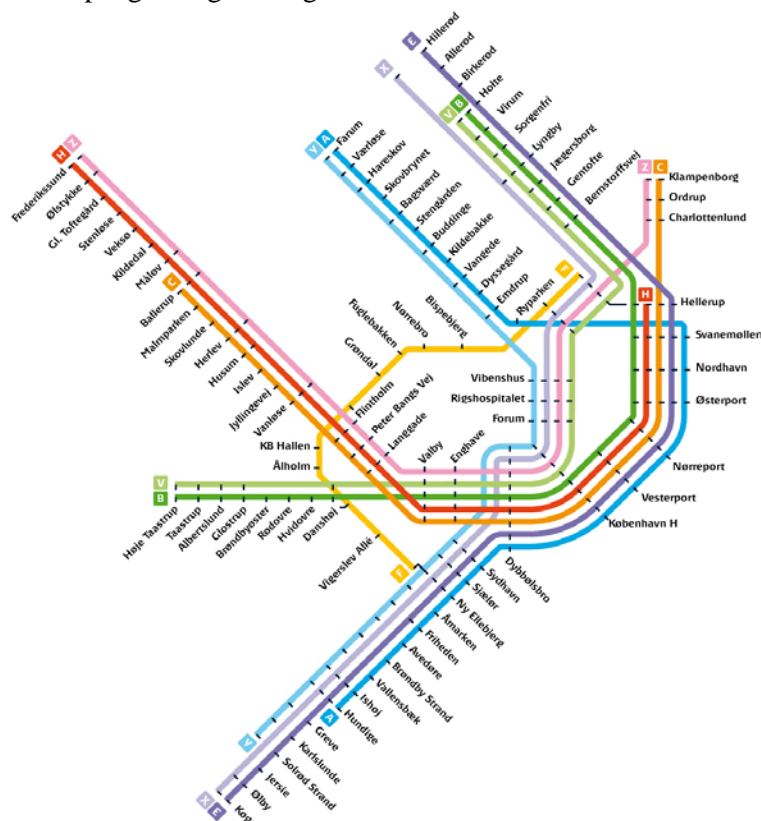 E
Hillerød
Allerød
Birkerød
Holte
Virum
Sorgenfri
Lyngby
Jægersborg
Gentofte
Bernstorffsvej
X
V
B
Y
A
Farum
Værløse
Hareskov
Skovbrynet
Bagsværd
Stengården
Buddinge
Kildebakke
Vangede
Dyssegård
Emdrup
Ryparken
Z
C
Klampenborg
Ordrup
Charlottenlund
H
Hellerup
Svanemøllen
Nordhavn
Østerport
Nørreport
Vesterport
København H
Dybbølsbro
H
Z
Frederikssund
Ølstykke
Gl. Toftegård
Stenløse
Veksø
Kildedal
Måløv
C
Ballerup
Malmparken
Skovlunde
Herlev
Husum
Islev
Jyllingevej
Vanløse
Flintholm
Peter Bangs Vej
Langgade
Valby
Enghave
F
Bispebjerg
Nørrebro
Fuglebakken
Grøndal
KB Hallen
Ålholm
Vigerslev Allé
F
Vibenshus
Rigshospitalet
Forum
V
B
Høje Taastrup
Taastrup
Albertslund
Glostrup
Brøndbyøster
Rødovre
Hvidovre
Danshøj
Sydhavn
Sjælør
Ny Ellebjerg
Åmarken
Friheden
Avedøre
Brøndby Strand
Vallensbæk
Ishøj
Hundige
A
Greve
Karlslunde
Solrød Strand
Jersie
Ølby
Y
X
E